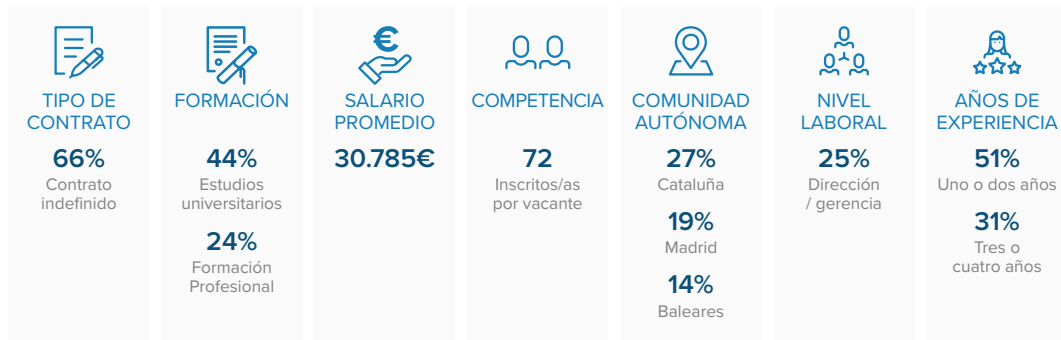 TIPO DE
CONTRATO
66%
Contrato
indefinido
FORMACIÓN
44%
Estudios
universitarios
24%
Formación
Profesional
€
SALARIO
PROMEDIO
30.785€
COMPETENCIA
72
Inscritos/as
por vacante
COMUNIDAD
AUTÓNOMA
27%
Cataluña
19%
Madrid
14%
Baleares
NIVEL
LABORAL
25%
Dirección
/ gerencia
AÑOS DE
EXPERIENCIA
51%
Uno o dos años
31%
Tres o
cuatro años